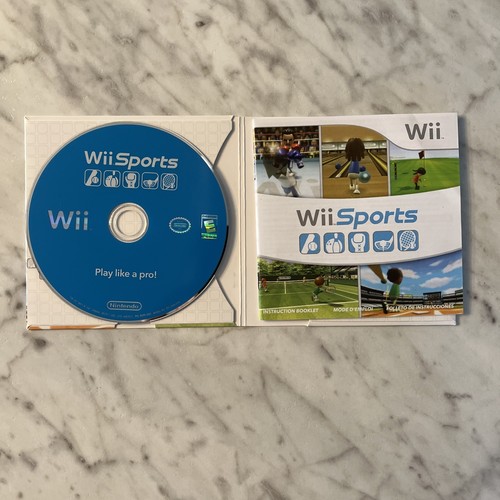 Wii Sports
Wii
Play like a pro!
Nintendo
Wii
Wii Sports
INSTRUCTION BOOKLET
MODE D'EMPLOI
FOLLETO DE INSTRUCCIONES